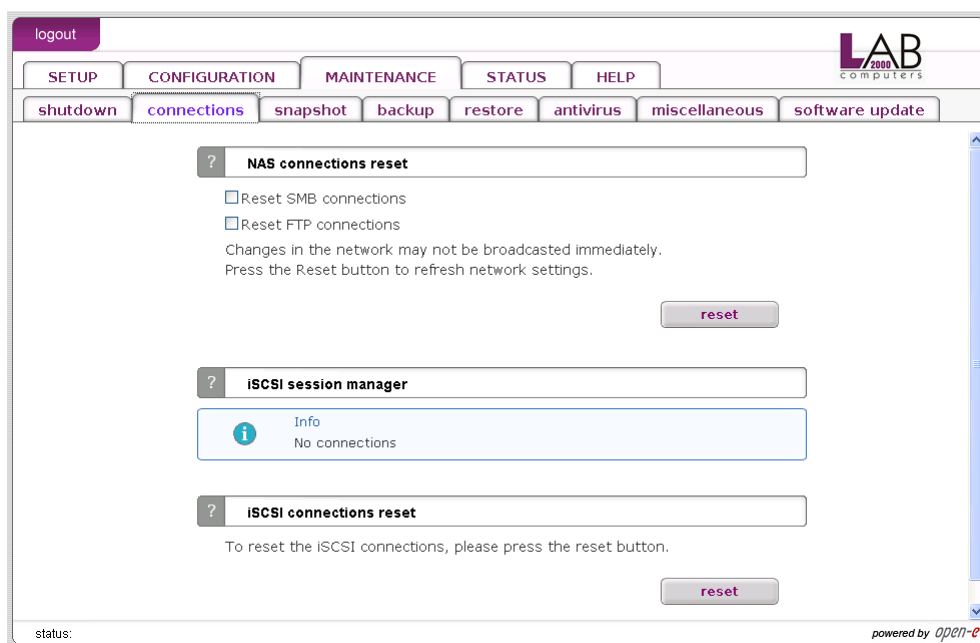 logout
LAB
2000
computers
SETUP CONFIGURATION MAINTENANCE STATUS HELP
shutdown connections snapshot backup restore antivirus miscellaneous software update
? NAS connections reset
Reset SMB connections
Reset FTP connections
Changes in the network may not be broadcasted immediately.
Press the Reset button to refresh network settings.
reset
? iSCSI session manager
i Info
No connections
? iSCSI connections reset
To reset the iSCSI connections, please press the reset button.
reset
status: powered by open-e